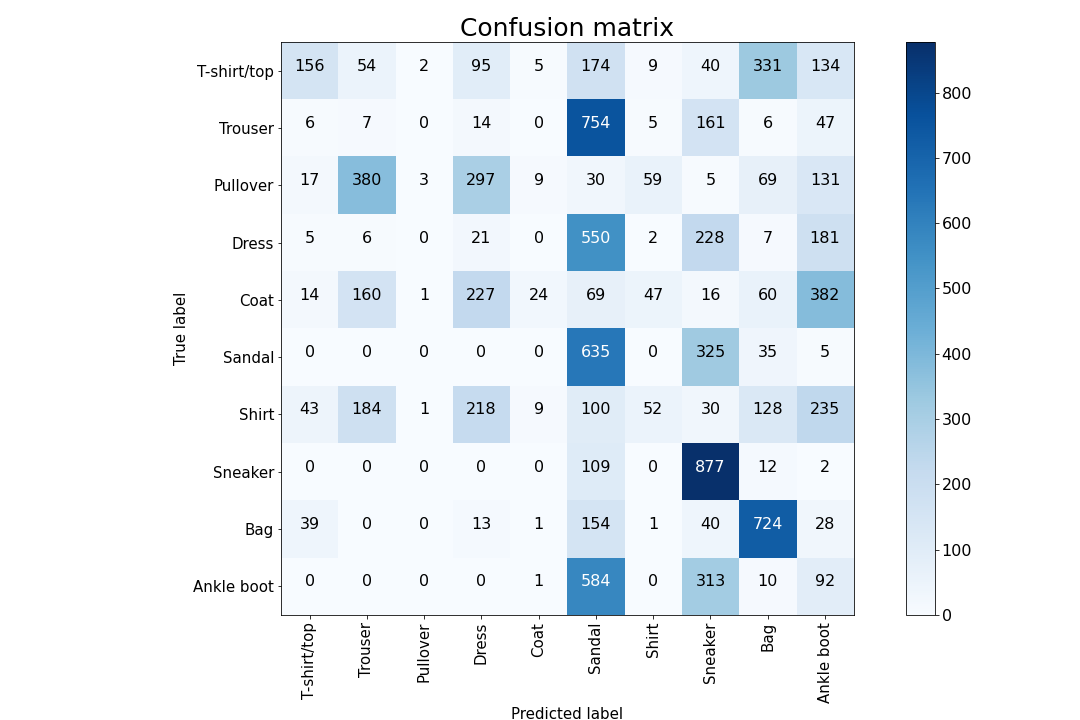 Confusion matrix
T-shirt/top 156 54 2 95 5 174 9 40 331 134
Trouser 6 7 0 14 0 754 5 161 6 47
Pullover 17 380 3 297 9 30 59 5 69 131
Dress 5 6 0 21 0 550 2 228 7 181
Coat 14 160 1 227 24 69 47 16 60 382
Sandal 0 0 0 0 0 635 0 325 35 5
Shirt 43 184 1 218 9 100 52 30 128 235
Sneaker 0 0 0 0 0 109 0 877 12 2
Bag 39 0 0 13 1 154 1 40 724 28
Ankle boot 0 0 0 0 1 584 0 313 10 92
True label
T-shirt/top Trouser Pullover Dress Coat Sandal Shirt Sneaker Bag Ankle boot
Predicted label
800
700
600
500
400
300
200
100
0